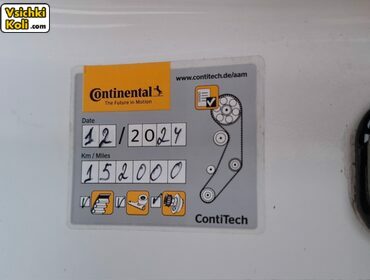 Vsichki
Koli.com
Continental
The Future in Motion
www.contitech.de/aam
Date
12/2024
Km / Miles
152000
ContiTech